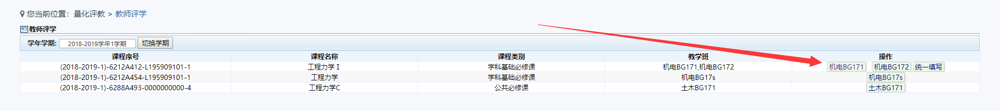 您当前位置：量化评教 > 教师评学
教师评学
学年学期: 2018-2019学年1学期 切换学期
课程序号 课程名称 课程类别 教学班 操作
(2018-2019-1)-6212A412-L195909101-1 工程力学 I 学科基础必修课 机电BG171,机电BG172 机电BG171 机电BG172 统一填写
(2018-2019-1)-6212A454-L195909101-1 工程力学 学科基础必修课 机电BG17s 机电BG17s
(2018-2019-1)-6288A493-0000000000-4 工程力学C 公共必修课 土木BG171 土木BG171